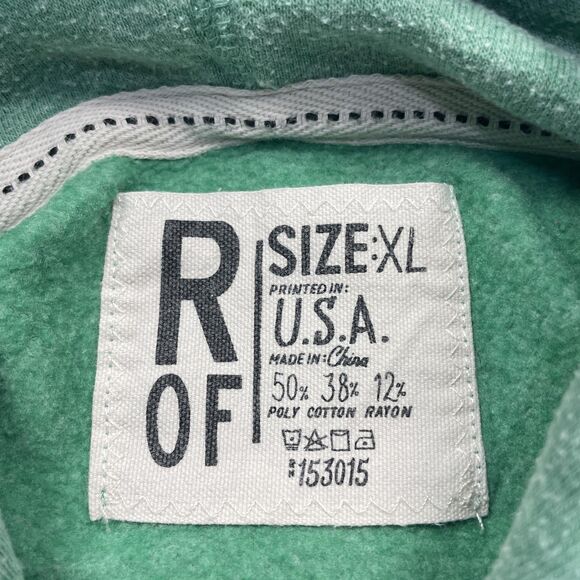 R
OF
SIZE:XL
PRINTED IN:
U.S.A.
MADE IN: China
50% 38% 12%
POLY COTTON RAYON
153015